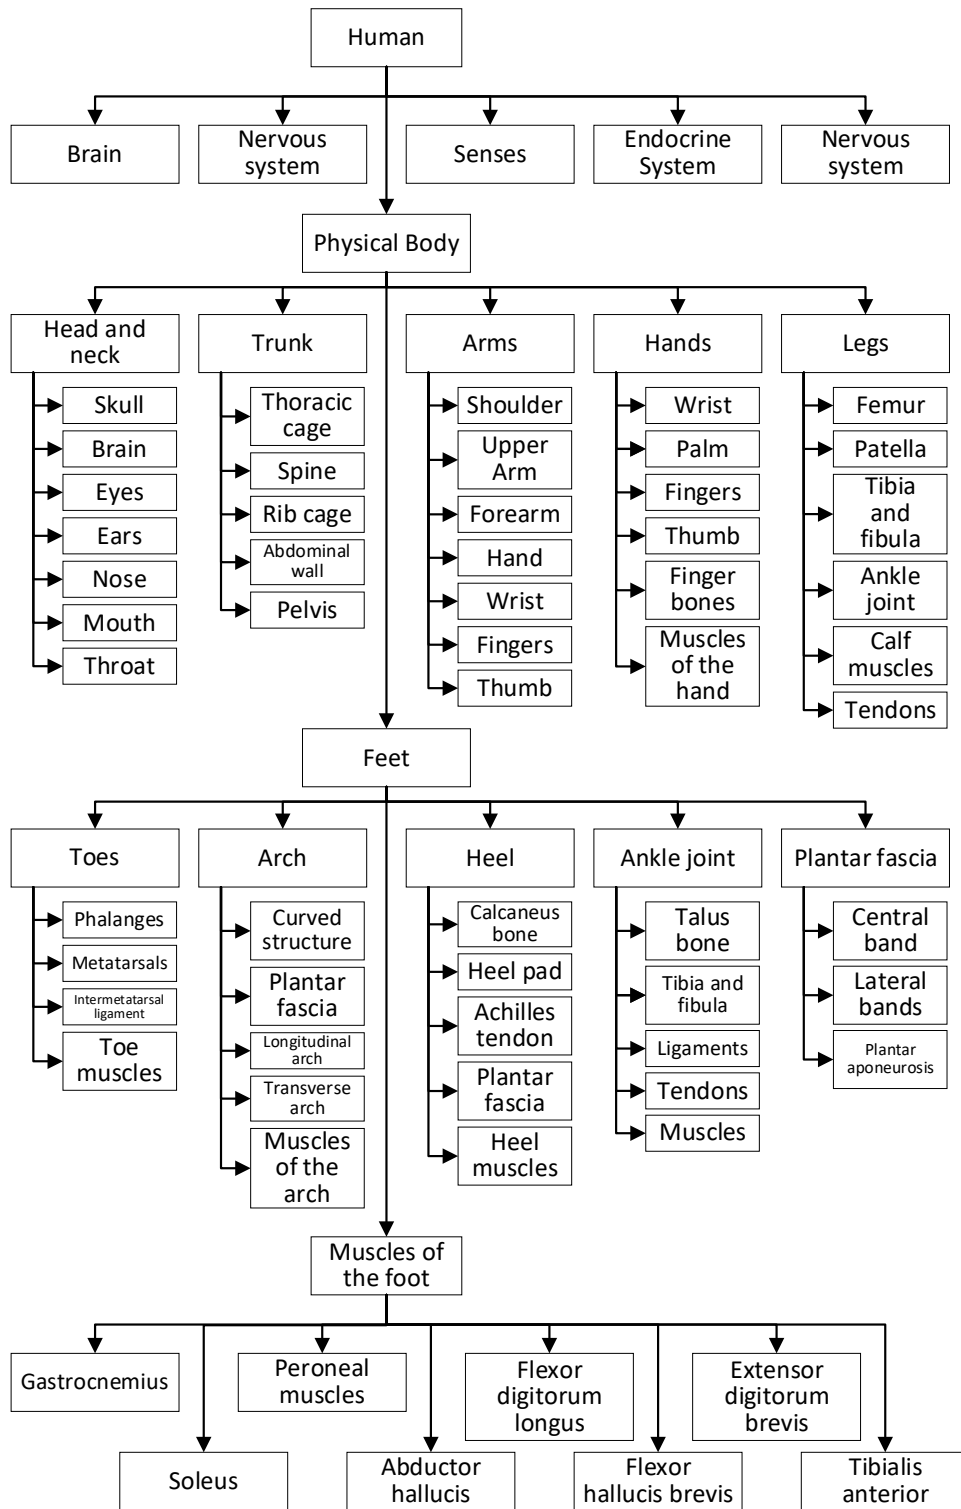 Human
Brain
Nervous
system
Senses
Endocrine
System
Nervous
system
Physical Body
Head and
neck
Skull
Brain
Eyes
Ears
Nose
Mouth
Throat
Trunk
Thoracic
cage
Spine
Rib cage
Abdominal
wall
Pelvis
Arms
Shoulder
Upper
Arm
Forearm
Hand
Wrist
Fingers
Thumb
Hands
Wrist
Palm
Fingers
Thumb
Finger
bones
Muscles
of the
hand
Legs
Femur
Patella
Tibia
and
fibula
Ankle
joint
Calf
muscles
Tendons
Feet
Toes
Phalanges
Metatarsals
Intermetatarsal
ligament
Toe
muscles
Arch
Curved
structure
Plantar
fascia
Longitudinal
arch
Transverse
arch
Muscles
of the
arch
Heel
Calcaneus
bone
Heel pad
Achilles
tendon
Plantar
fascia
Heel
muscles
Ankle joint
Talus
bone
Tibia and
fibula
Ligaments
Tendons
Muscles
Plantar fascia
Central
band
Lateral
bands
Plantar
aponeurosis
Muscles of
the foot
Gastrocnemius
Peroneal
muscles
Flexor
digitorum
longus
Extensor
digitorum
brevis
Soleus
Abductor
hallucis
Flexor
hallucis brevis
Tibialis
anterior